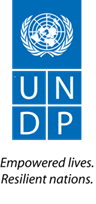 U N
D P
Empowered lives.
Resilient nations.